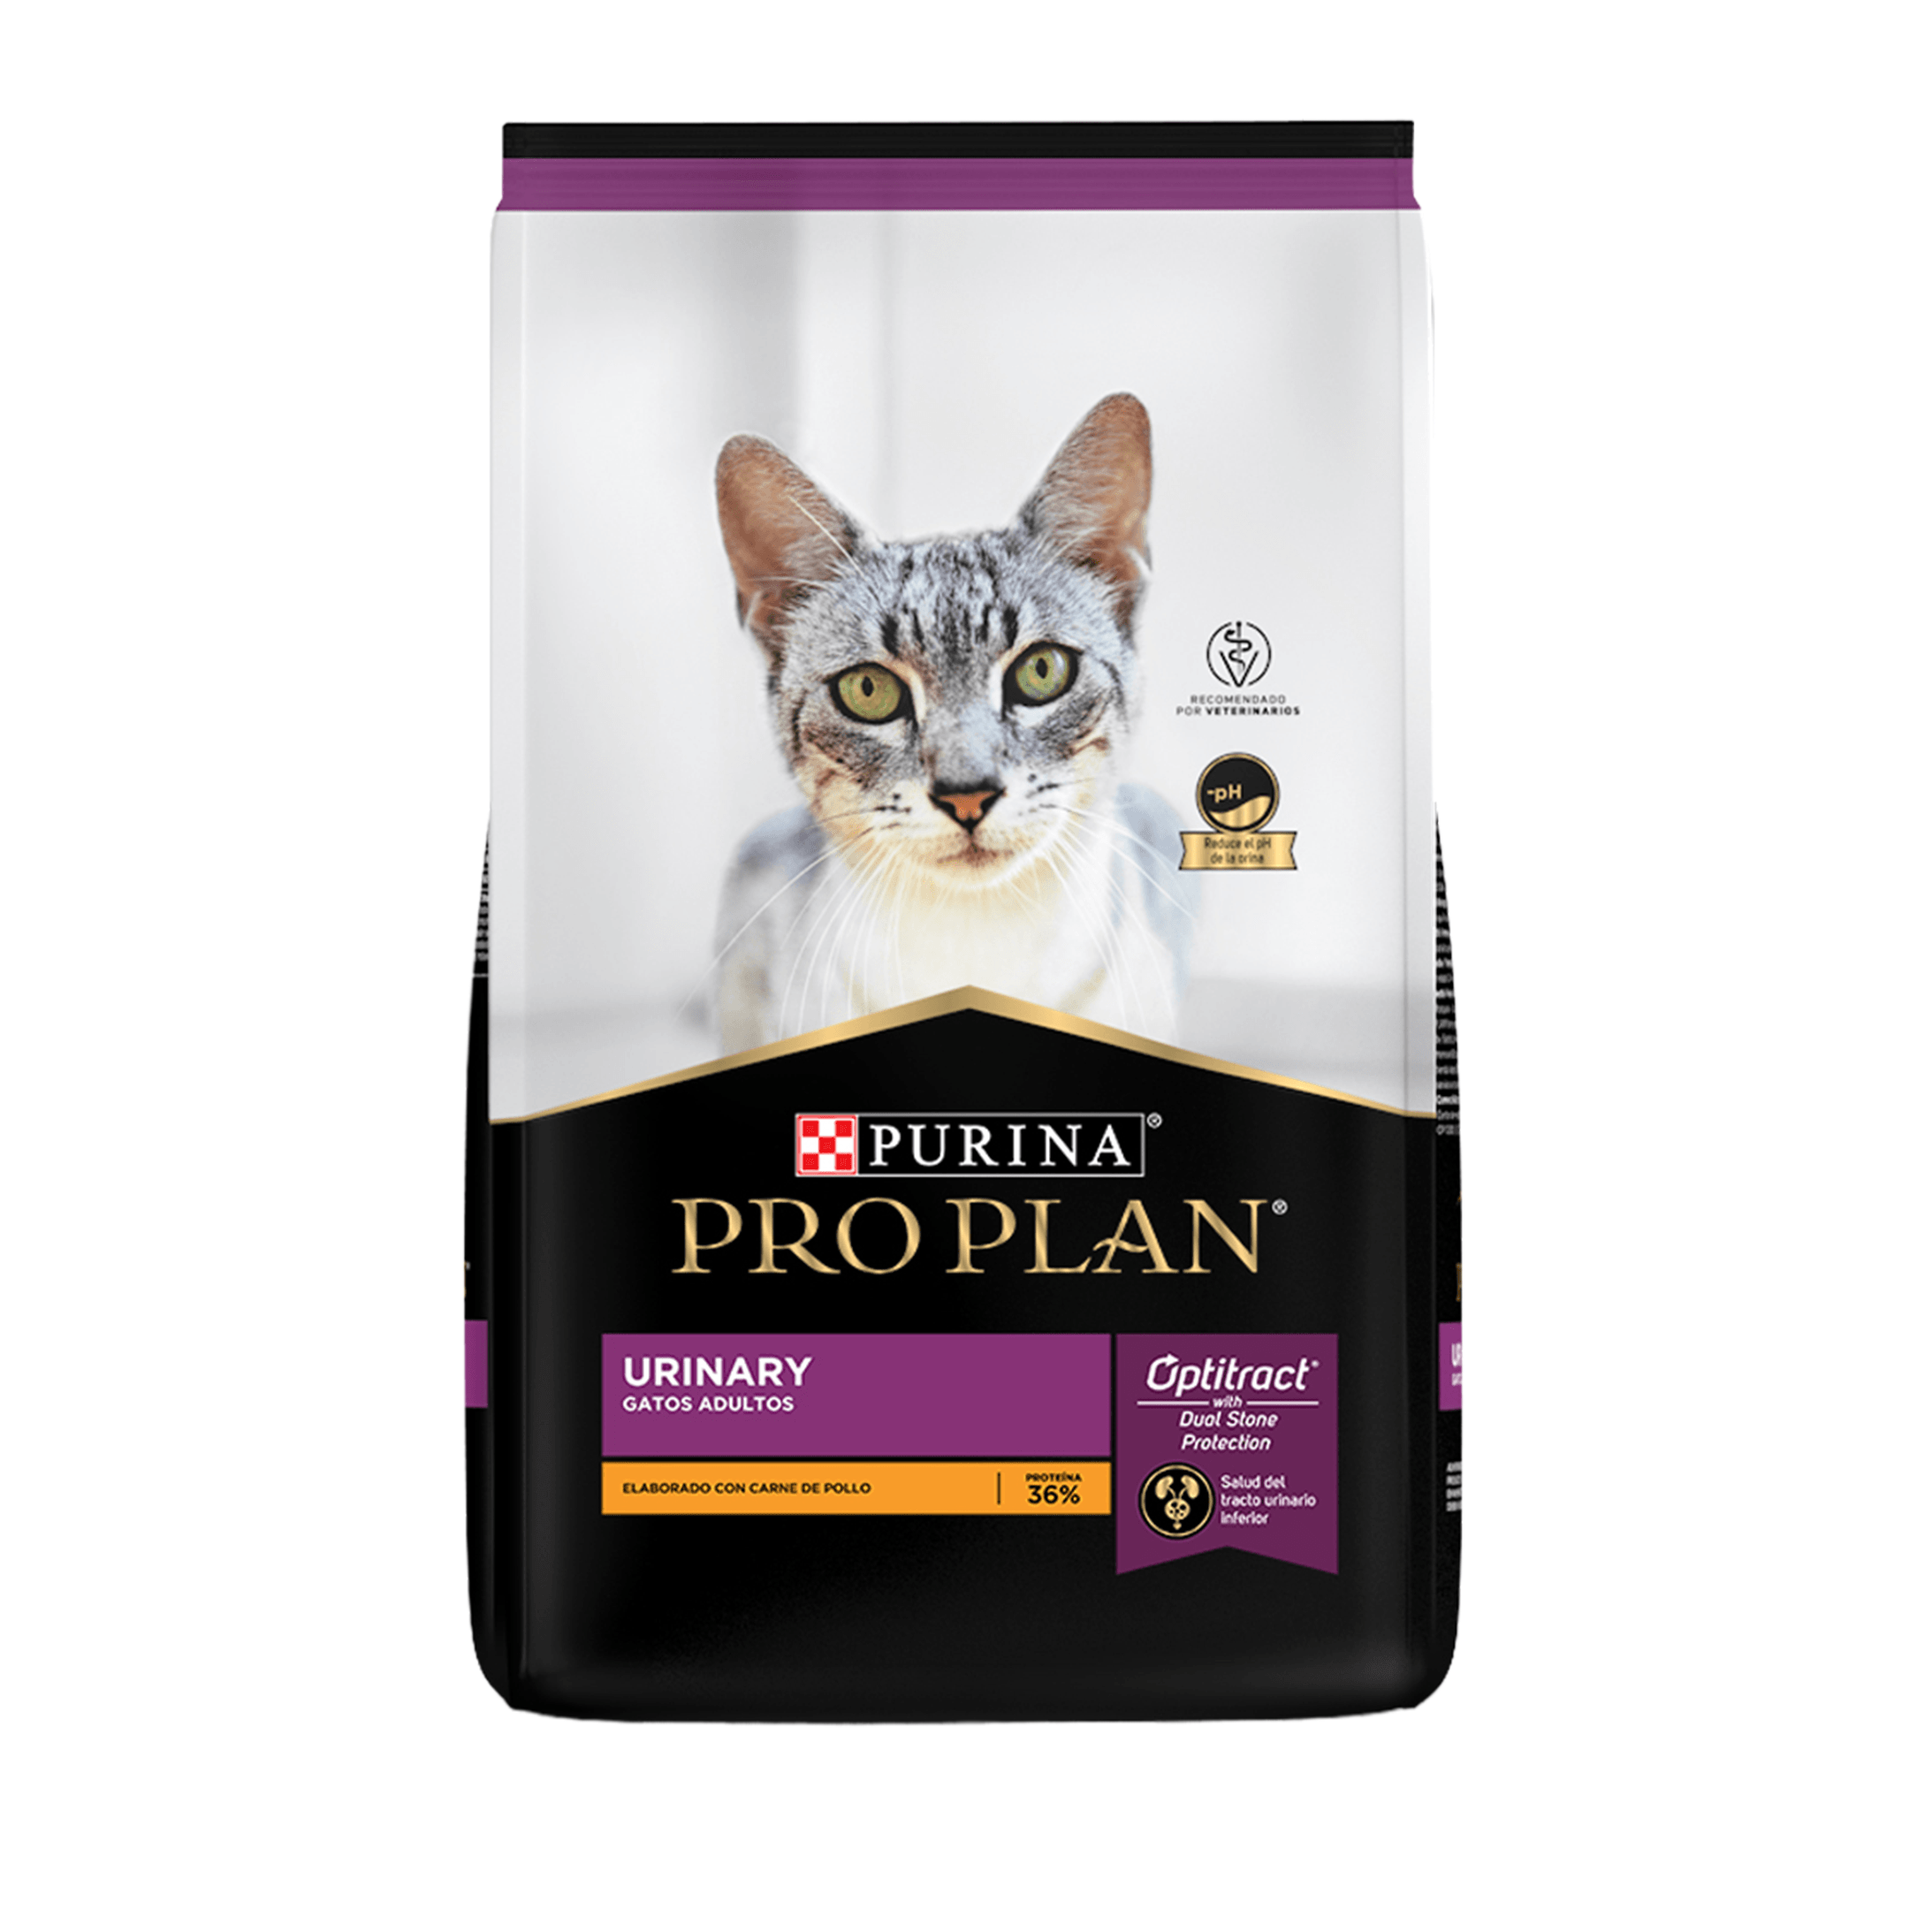 RECOMENDADO
POR VETERINARIOS
-pH
Reduce el pH
de la orina
PURINA®
PRO PLAN®
URINARY
GATOS ADULTOS
ELABORADO CON CARNE DE POLLO
PROTEÍNA
36%
Optitract®
with
Dual Stone
Protection
Salud del
tracto urinario
inferior